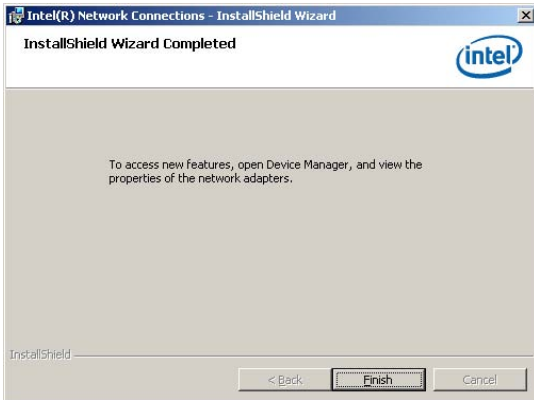 Intel(R) Network Connections - InstallShield Wizard
InstallShield Wizard Completed
intel
To access new features, open Device Manager, and view the
properties of the network adapters.
InstallShield
< Back
Finish
Cancel